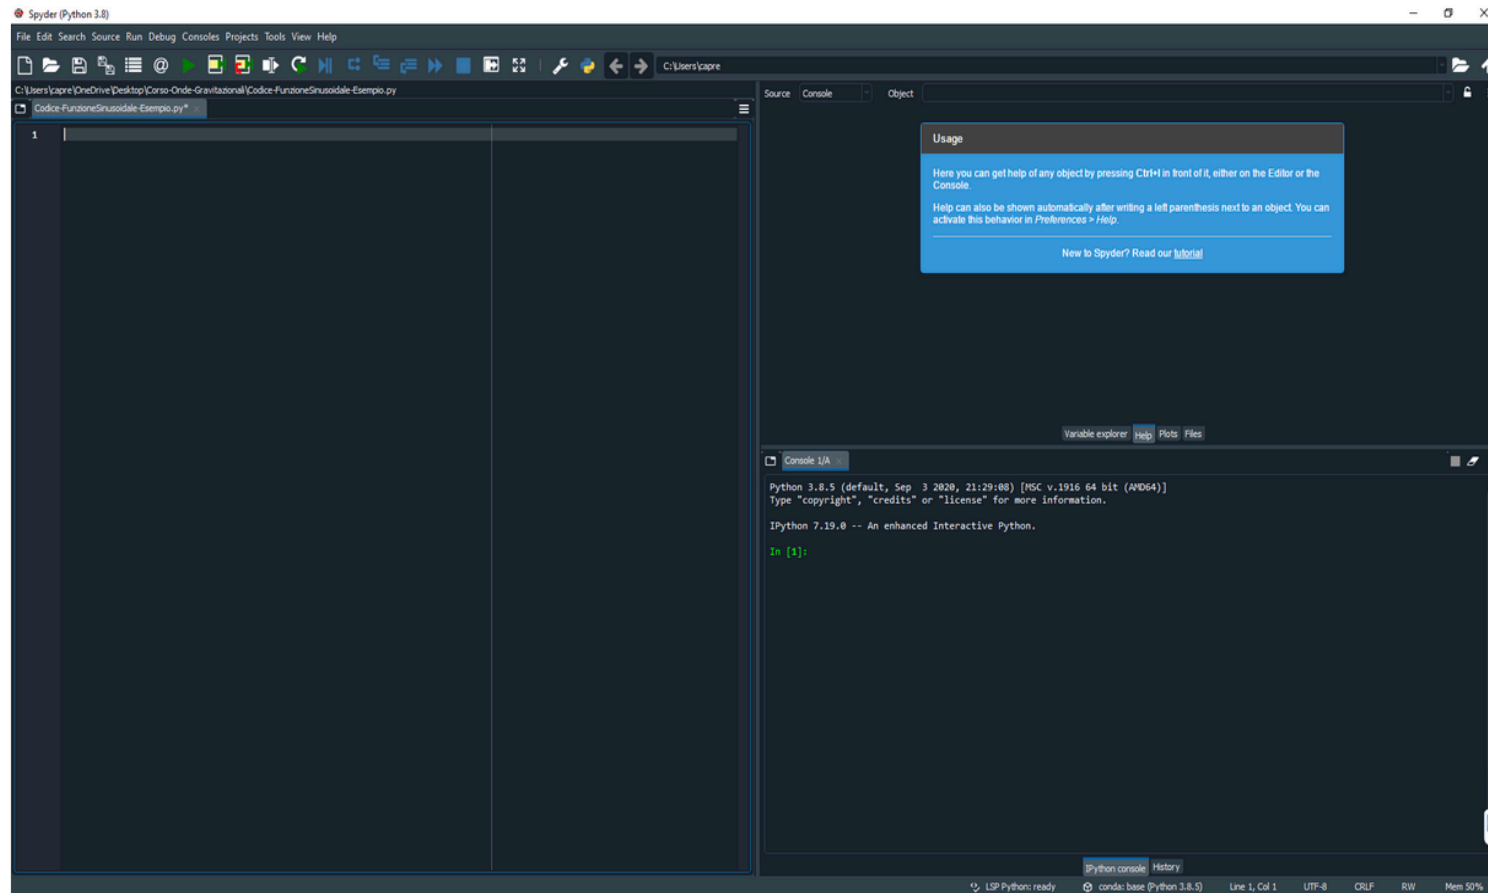 Spyder (Python 3.8)
File Edit Search Source Run Debug Consoles Projects Tools View Help
C:\Users\capre
C:\Users\capre\OneDrive\Desktop\Corso-Onde-Gravitazionali\Codice-FunzioneSinusoidale-Esempio.py
Codice-FunzioneSinusoidale-Esempio.py*
1
Source Console Object
Usage
Here you can get help of any object by pressing Ctrl+I in front of it, either on the Editor or the
Console.
Help can also be shown automatically after writing a left parenthesis next to an object. You can
activate this behavior in Preferences > Help.
New to Spyder? Read our tutorial
Variable explorer Help Plots Files
Console 1/A
Python 3.8.5 (default, Sep 3 2020, 21:29:08) [MSC v.1916 64 bit (AMD64)]
Type "copyright", "credits" or "license" for more information.
IPython 7.19.0 -- An enhanced Interactive Python.
In [1]:
IPython console History
LSP Python: ready conda: base (Python 3.8.5) Line 1, Col 1 UTF-8 CRLF RW Mem 50%